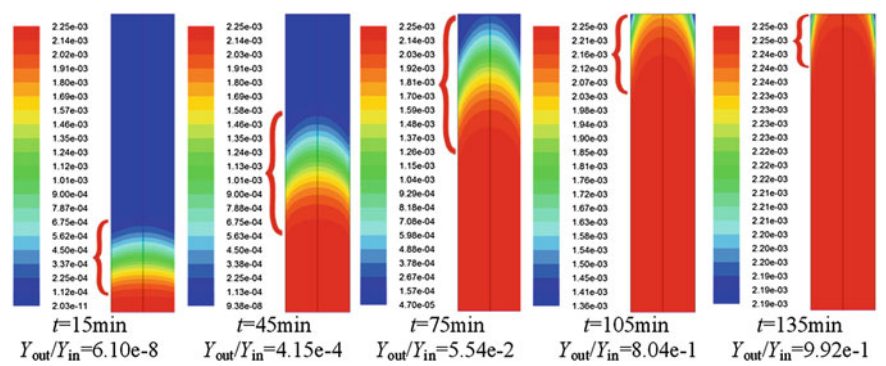 2.25e-03
2.14e-03
2.02e-03
1.91e-03
1.80e-03
1.69e-03
1.57e-03
1.46e-03
1.35e-03
1.24e-03
1.12e-03
1.01e-03
9.00e-04
7.87e-04
6.75e-04
5.62e-04
4.50e-04
3.37e-04
2.25e-04
1.12e-04
2.03e-11
t=15min
Yout/Yin=6.10e-8
2.25e-03
2.14e-03
2.03e-03
1.91e-03
1.80e-03
1.69e-03
1.58e-03
1.46e-03
1.35e-03
1.24e-03
1.13e-03
1.01e-03
9.00e-04
7.88e-04
6.75e-04
5.63e-04
4.50e-04
3.38e-04
2.25e-04
1.13e-04
9.38e-08
t=45min
Yout/Yin=4.15e-4
2.25e-03
2.14e-03
2.03e-03
1.92e-03
1.81e-03
1.70e-03
1.59e-03
1.48e-03
1.37e-03
1.26e-03
1.15e-03
1.04e-03
9.29e-04
8.18e-04
7.08e-04
5.98e-04
4.88e-04
3.78e-04
2.67e-04
1.57e-04
4.70e-05
t=75min
Yout/Yin=5.54e-2
2.25e-03
2.21e-03
2.16e-03
2.12e-03
2.07e-03
2.03e-03
1.98e-03
1.94e-03
1.89e-03
1.85e-03
1.81e-03
1.76e-03
1.72e-03
1.67e-03
1.63e-03
1.58e-03
1.54e-03
1.50e-03
1.45e-03
1.41e-03
1.36e-03
t=105min
Yout/Yin=8.04e-1
2.25e-03
2.25e-03
2.24e-03
2.24e-03
2.24e-03
2.23e-03
2.23e-03
2.23e-03
2.22e-03
2.22e-03
2.22e-03
2.21e-03
2.21e-03
2.21e-03
2.20e-03
2.20e-03
2.20e-03
2.19e-03
2.19e-03
t=135min
Yout/Yin=9.92e-1